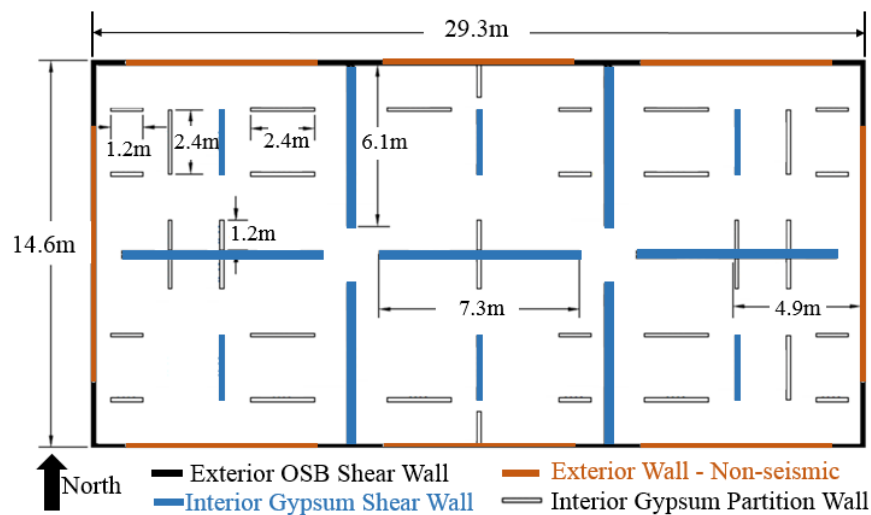 29.3m
1.2m
2.4m
2.4m
6.1m
14.6m
1.2m
7.3m
4.9m
North
Exterior OSB Shear Wall
Exterior Wall - Non-seismic
Interior Gypsum Shear Wall
Interior Gypsum Partition Wall